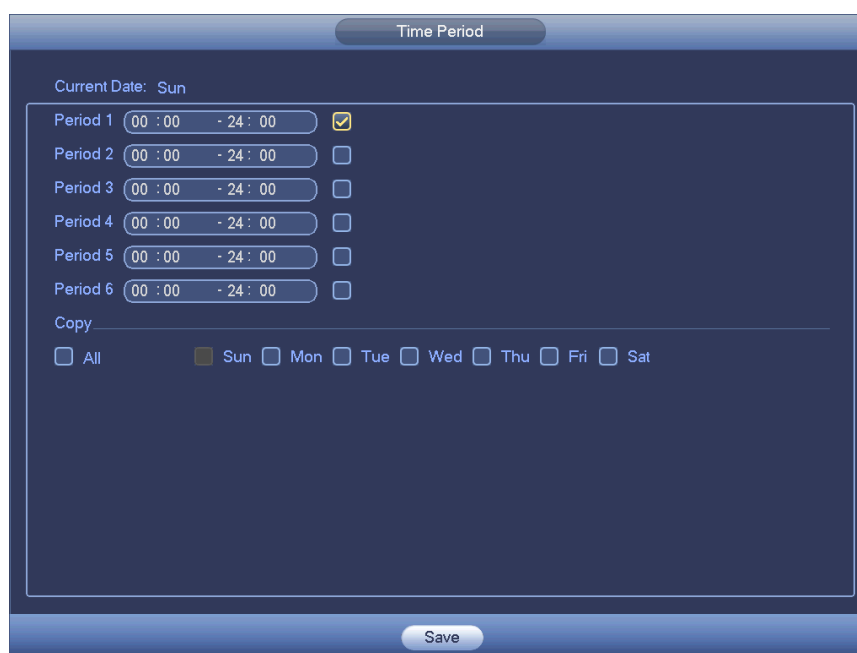 Time Period
Current Date: Sun
Period 1 00 :00 - 24 : 00
Period 2 00 :00 - 24 : 00
Period 3 00 :00 - 24 : 00
Period 4 00 :00 - 24 : 00
Period 5 00 :00 - 24 : 00
Period 6 00 :00 - 24 : 00
Copy
All Sun Mon Tue Wed Thu Fri Sat
Save